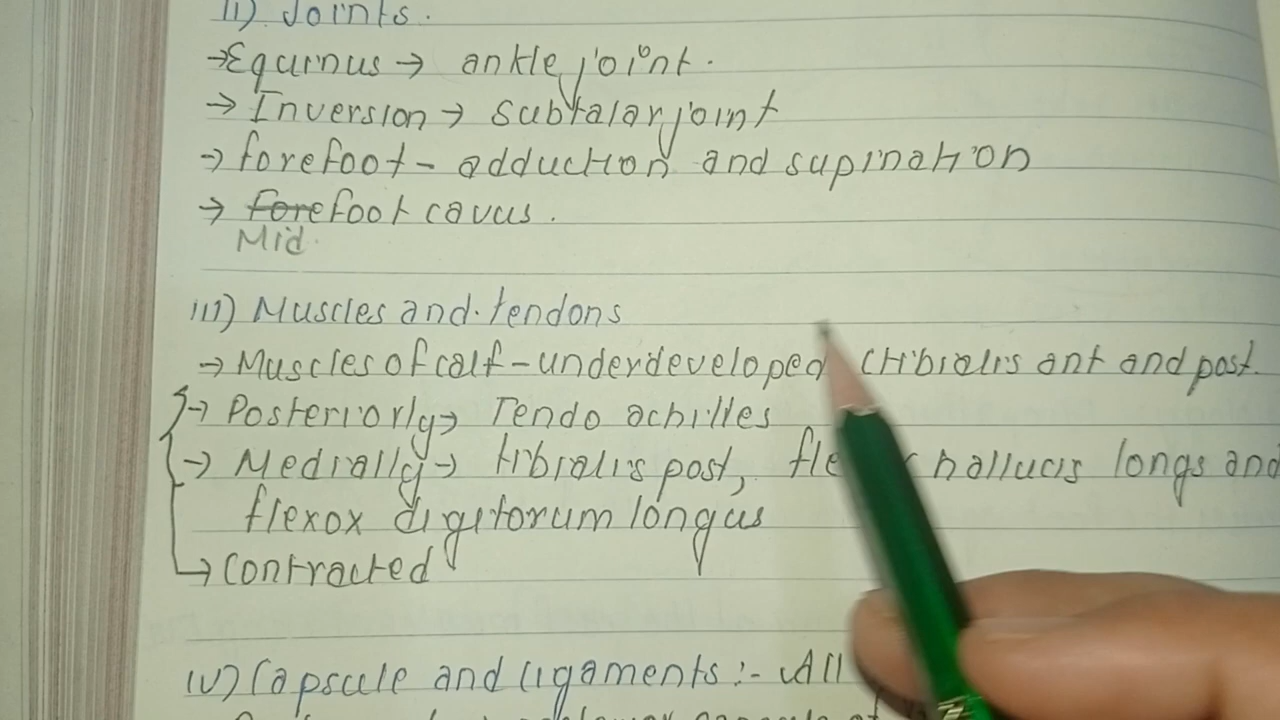 ii) Joints.
→ Equinus → ankle joint.
→ Inversion → subtalar joint
→ forefoot - adduction and supination
→ forefoot cavus.
Mid
iii) Muscles and tendons
→ Muscles of calf - underdeveloped (tibialis ant and post.
→ Posteriorly → Tendo achilles
→ Medially → tibialis post, hallucis longs and
flexox digitorum longus
→ contracted
iv) Capsule and ligaments :- All